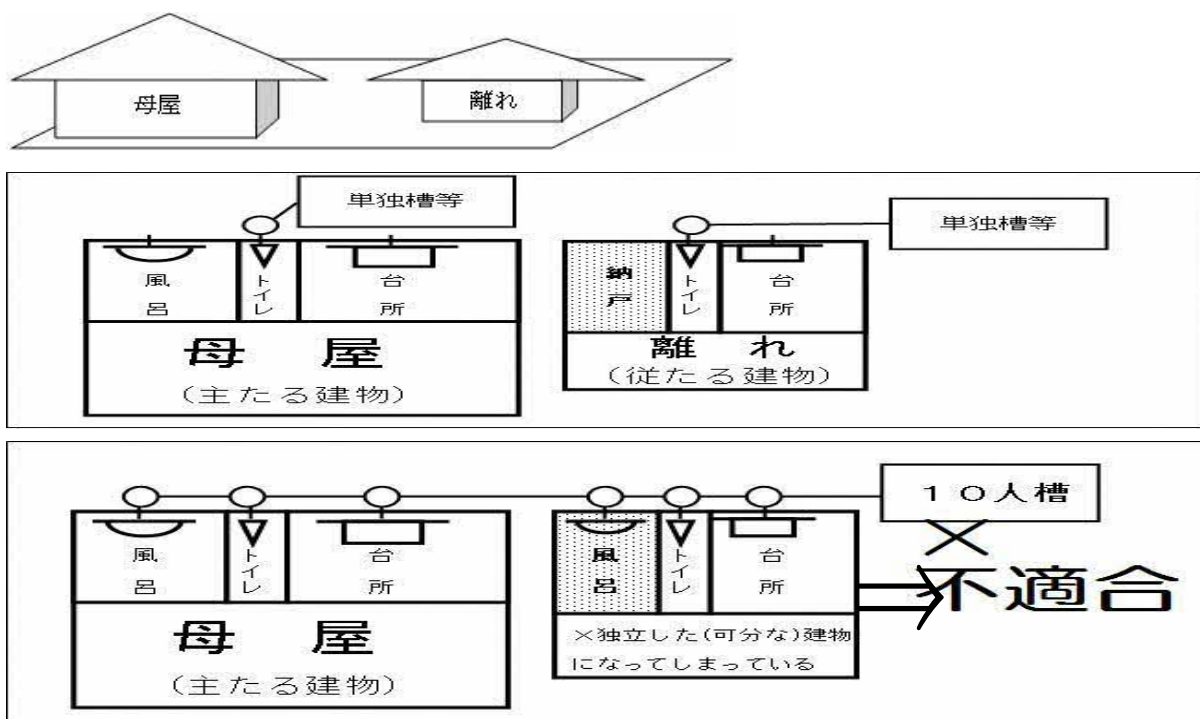 母屋
離れ
単独槽等
単独槽等
風呂
トイレ
台所
納戸
トイレ
台所
母屋
(主たる建物)
離れ
(従たる建物)
10人槽
風呂
トイレ
台所
風呂
トイレ
台所
×
不適合
母屋
(主たる建物)
×独立した(可分な)建物
になってしまっている